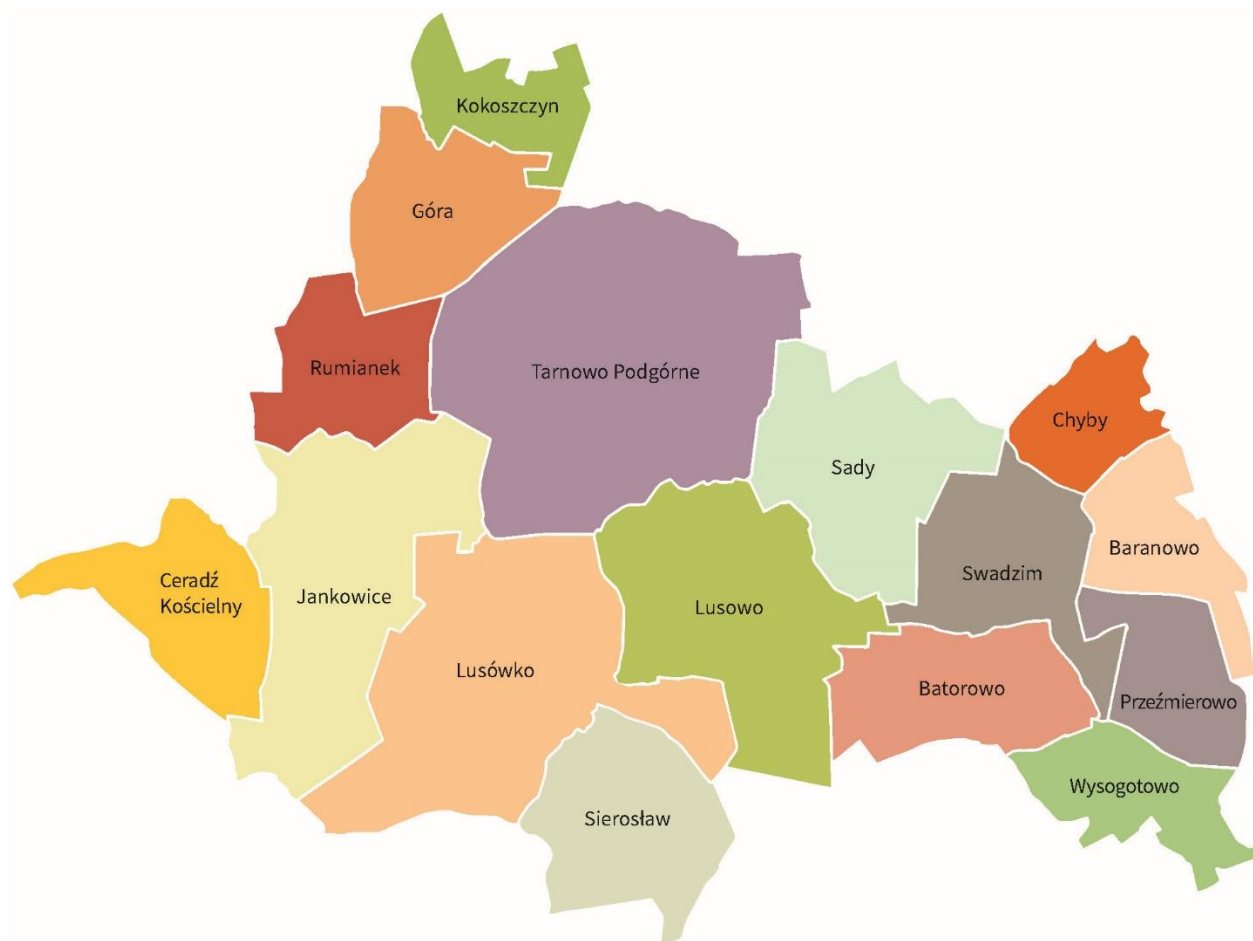 Kokoszczyn
Góra
Rumianek
Tarnowo Podgórne
Chyby
Sady
Baranowo
Swadzim
Ceradź
Kościelny
Jankowice
Lusowo
Lusówko
Batorowo
Przeźmierowo
Wysogotowo
Sierosław